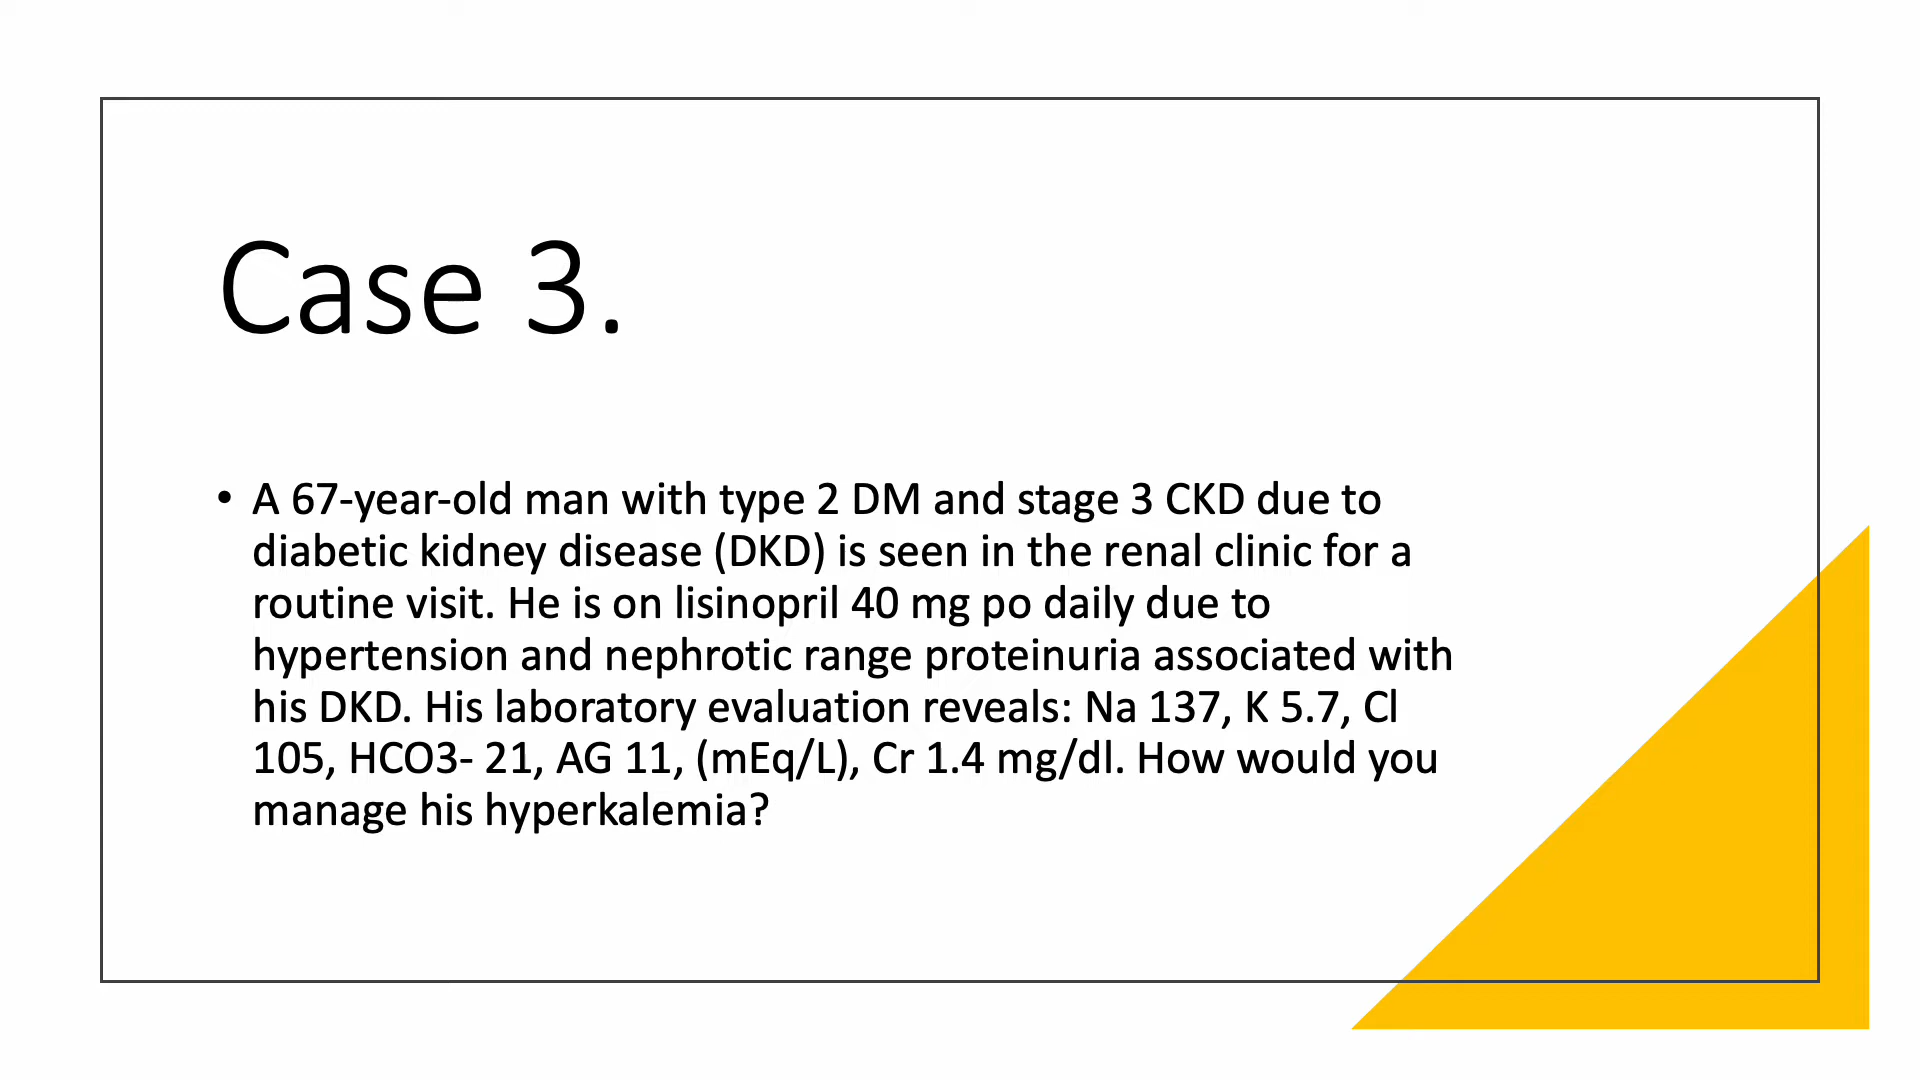 Case 3.
• A 67-year-old man with type 2 DM and stage 3 CKD due to
diabetic kidney disease (DKD) is seen in the renal clinic for a
routine visit. He is on lisinopril 40 mg po daily due to
hypertension and nephrotic range proteinuria associated with
his DKD. His laboratory evaluation reveals: Na 137, K 5.7, Cl
105, HCO3- 21, AG 11, (mEq/L), Cr 1.4 mg/dl. How would you
manage his hyperkalemia?